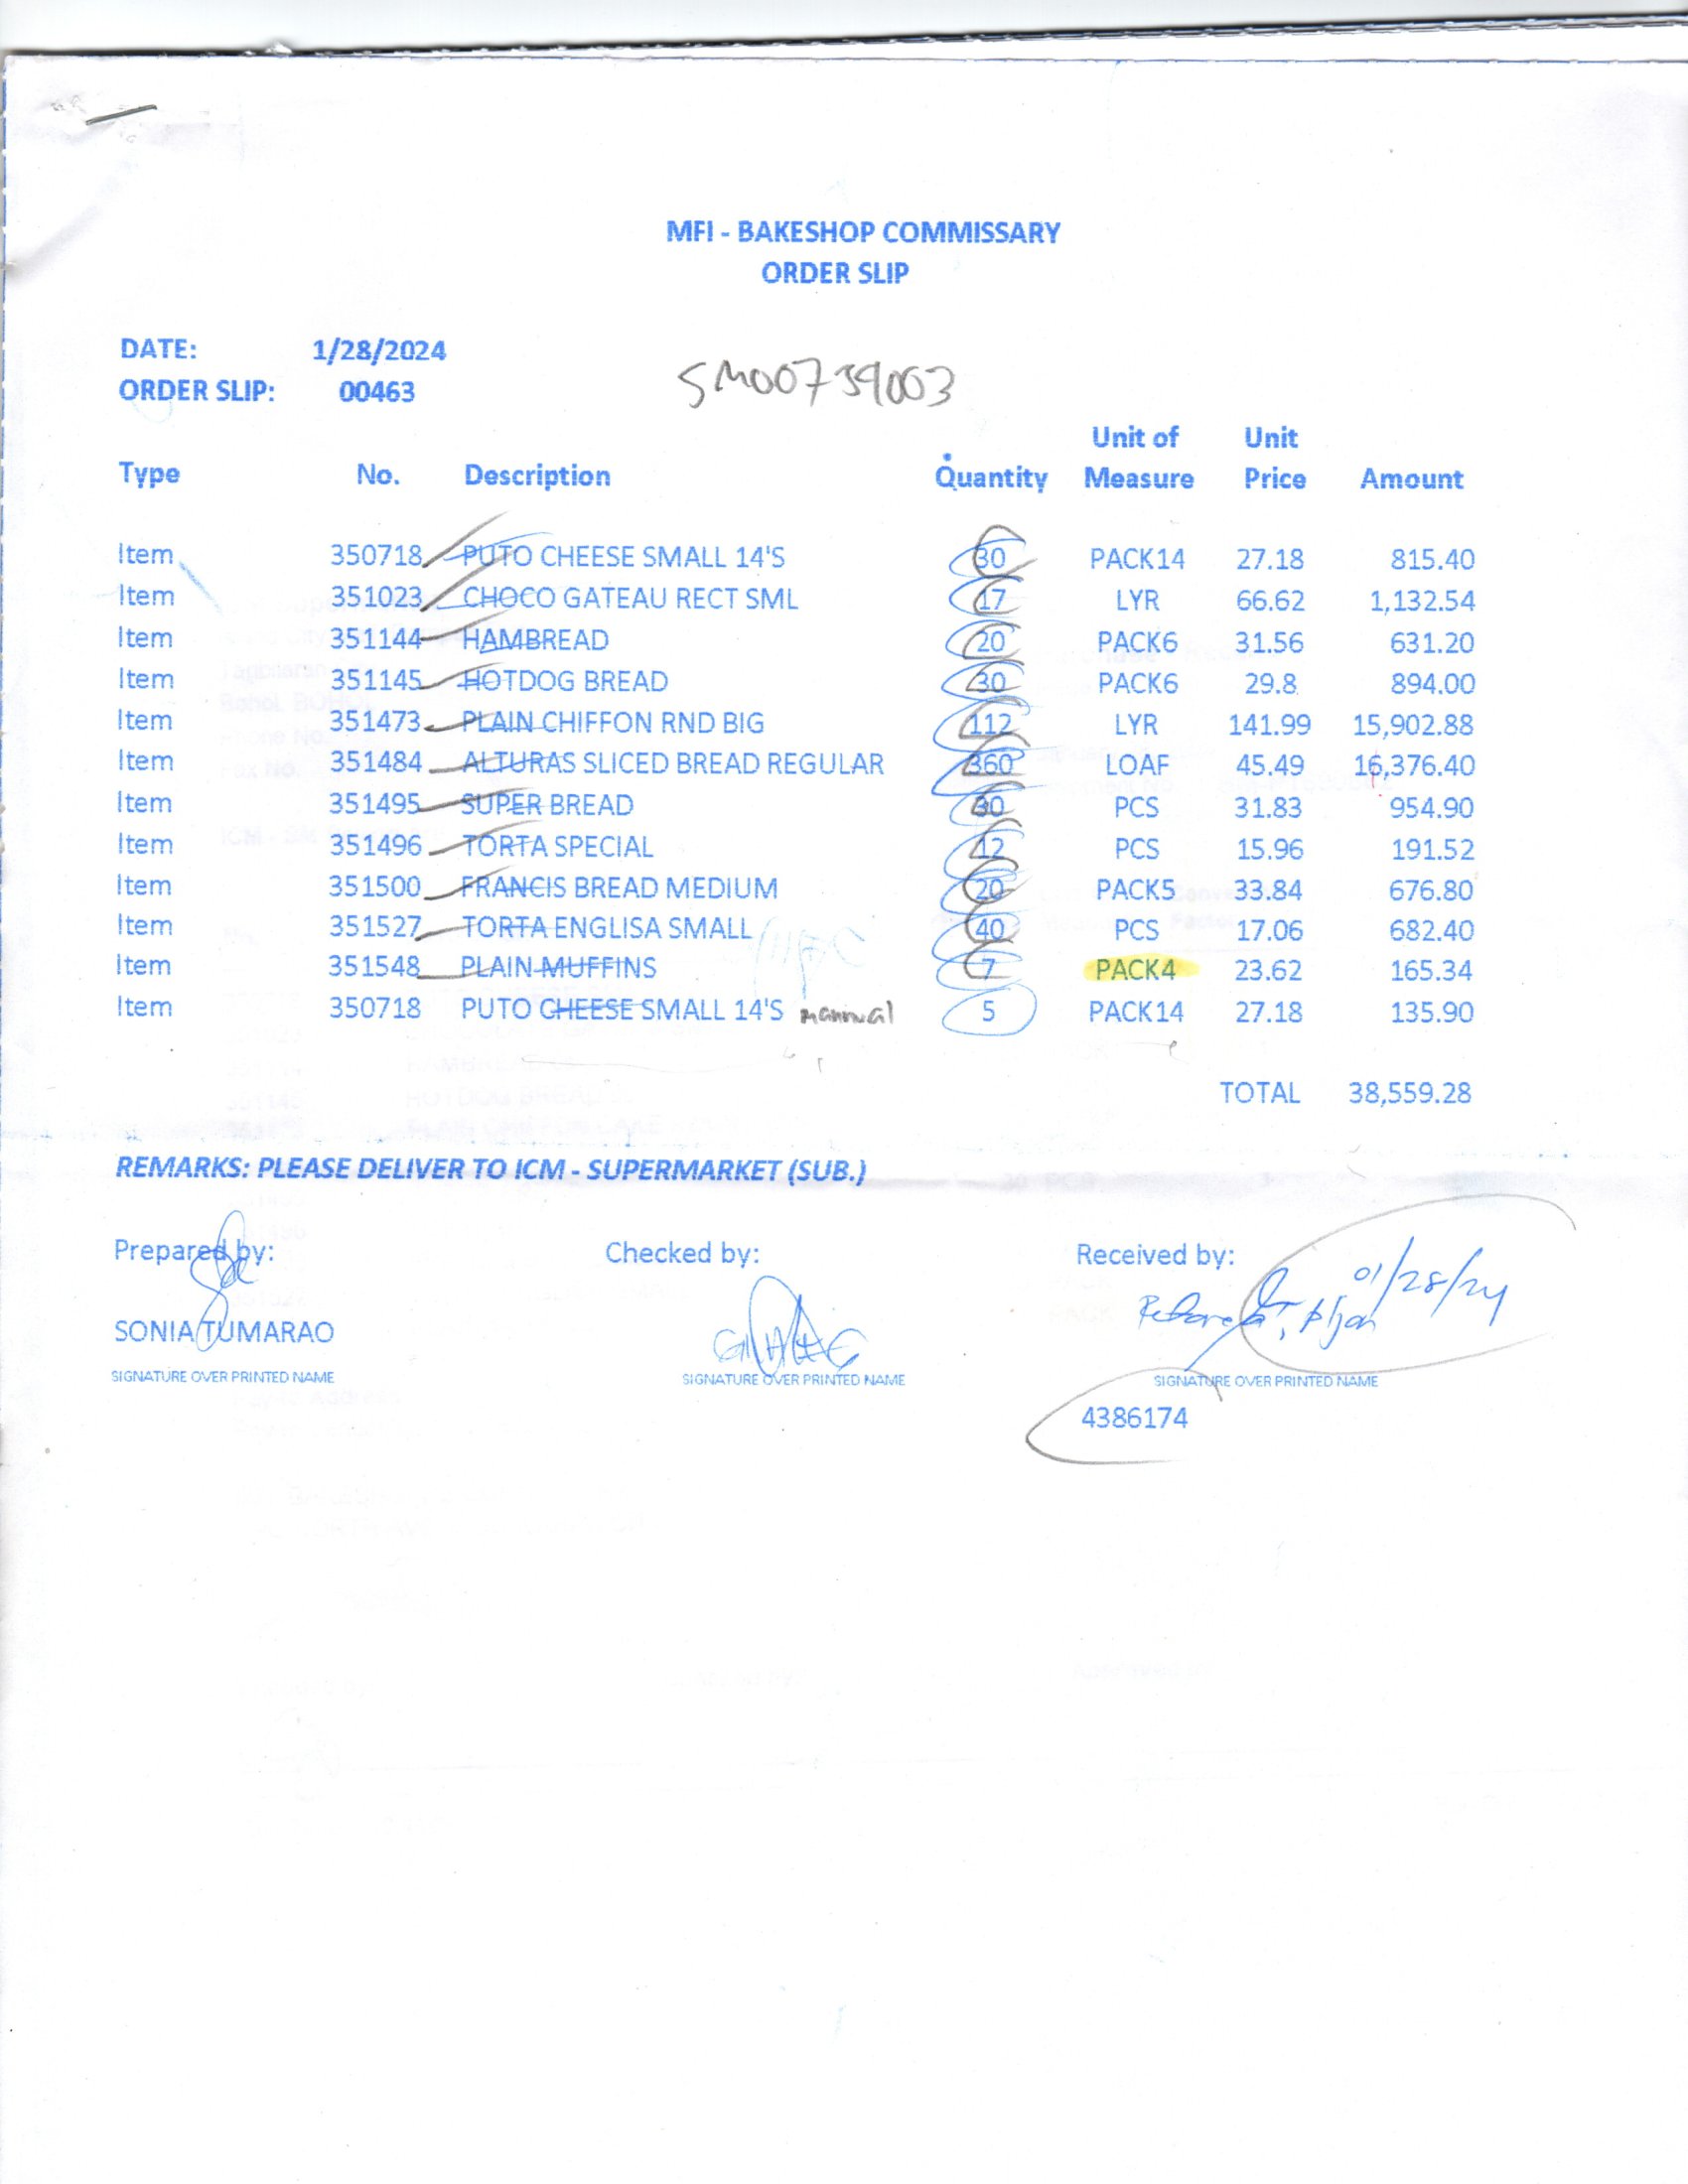 MFI - BAKESHOP COMMISSARY
ORDER SLIP
DATE: 1/28/2024
ORDER SLIP: 00463
SM00739003
Type No. Description Quantity Unit of Measure Unit Price Amount
Item 350718 PUTO CHEESE SMALL 14'S 30 PACK14 27.18 815.40
Item 351023 CHOCO GATEAU RECT SML 17 LYR 66.62 1,132.54
Item 351144 HAMBREAD 20 PACK6 31.56 631.20
Item 351145 HOTDOG BREAD 30 PACK6 29.8 894.00
Item 351473 PLAIN CHIFFON RND BIG 112 LYR 141.99 15,902.88
Item 351484 ALTURAS SLICED BREAD REGULAR 360 LOAF 45.49 16,376.40
Item 351495 SUPER BREAD 30 PCS 31.83 954.90
Item 351496 TORTA SPECIAL 12 PCS 15.96 191.52
Item 351500 FRANCIS BREAD MEDIUM 20 PACK5 33.84 676.80
Item 351527 TORTA ENGLISA SMALL 40 PCS 17.06 682.40
Item 351548 PLAIN MUFFINS 7 PACK4 23.62 165.34
Item 350718 PUTO CHEESE SMALL 14'S manual 5 PACK14 27.18 135.90
TOTAL 38,559.28
REMARKS: PLEASE DELIVER TO ICM - SUPERMARKET (SUB.)
Prepared by: Checked by: Received by:
01/28/24
SONIA TUMARAO
SIGNATURE OVER PRINTED NAME SIGNATURE OVER PRINTED NAME SIGNATURE OVER PRINTED NAME
4386174